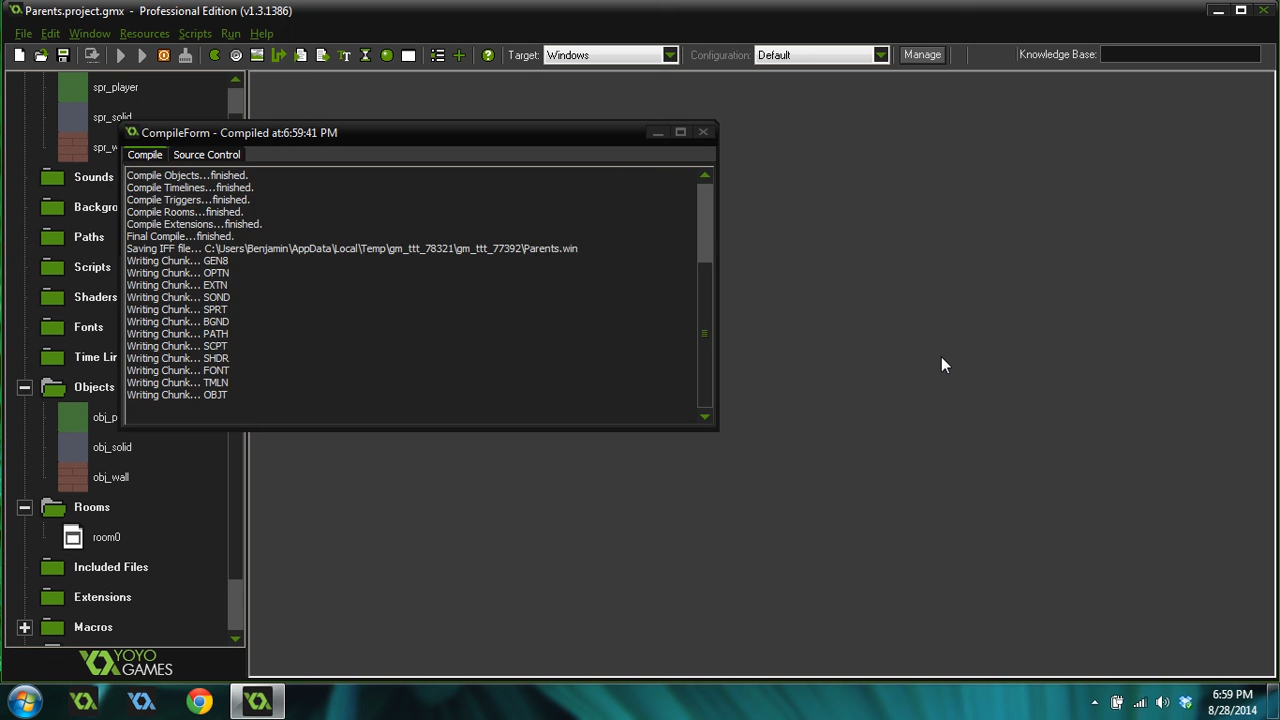 Parents.project.gmx - Professional Edition (v1.3.1386)
File Edit Window Resources Scripts Run Help
Target: Windows Configuration: Default Manage Knowledge Base:
spr_player
spr_solid
spr_w
CompileForm - Compiled at:6:59:41 PM
Compile Source Control
Compile Objects...finished.
Compile Timelines...finished.
Compile Triggers...finished.
Compile Rooms...finished.
Compile Extensions...finished.
Final Compile...finished.
Saving IFF file... C:\Users\Benjamin\AppData\Local\Temp\gm_ttt_78321\gm_ttt_77392\Parents.win
Writing Chunk... GEN8
Writing Chunk... OPTN
Writing Chunk... EXTN
Writing Chunk... SOND
Writing Chunk... SPRT
Writing Chunk... BGND
Writing Chunk... PATH
Writing Chunk... SCPT
Writing Chunk... SHDR
Writing Chunk... FONT
Writing Chunk... TMLN
Writing Chunk... OBJT
Sounds
Backgro
Paths
Scripts
Shaders
Fonts
Time Lir
Objects
obj_p
obj_solid
obj_wall
Rooms
room0
Included Files
Extensions
Macros
YOYO
GAMES
6:59 PM
8/28/2014